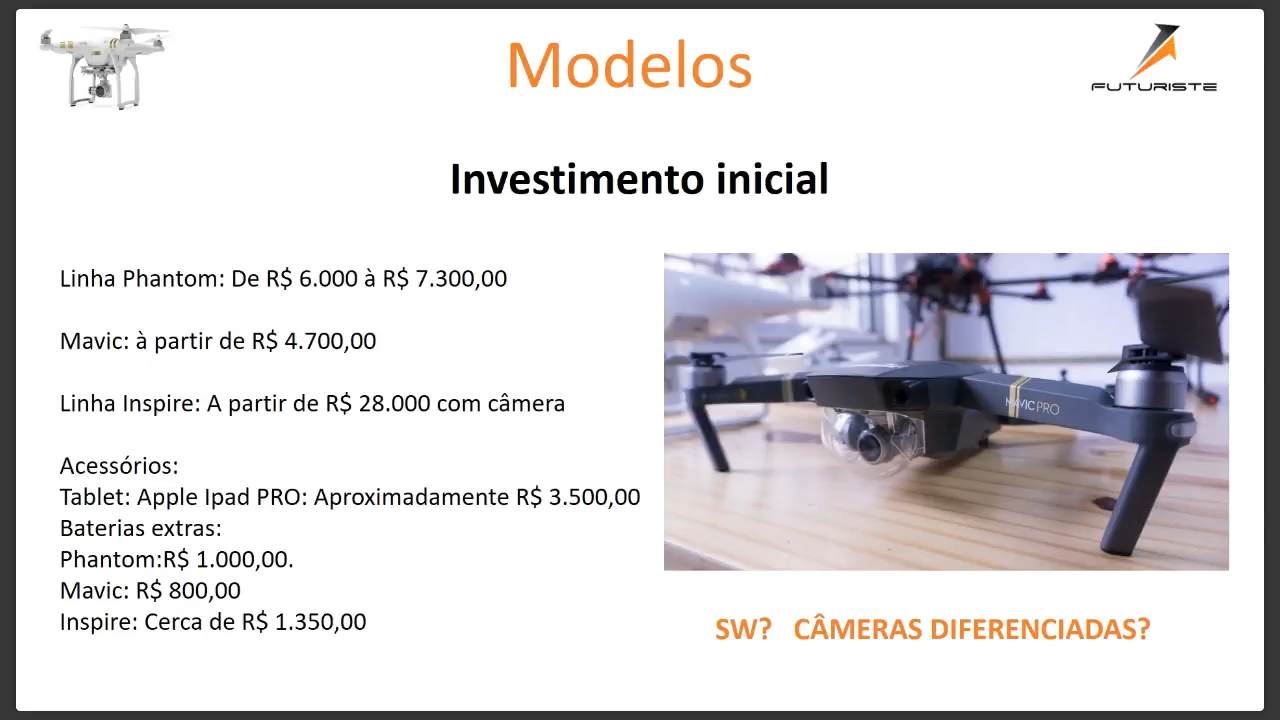 Modelos
FUTURISTE
Investimento inicial
Linha Phantom: De R$ 6.000 à R$ 7.300,00
Mavic: à partir de R$ 4.700,00
Linha Inspire: A partir de R$ 28.000 com câmera
Acessórios:
Tablet: Apple Ipad PRO: Aproximadamente R$ 3.500,00
Baterias extras:
Phantom:R$ 1.000,00.
Mavic: R$ 800,00
Inspire: Cerca de R$ 1.350,00
MAVIC PRO
SW? CÂMERAS DIFERENCIADAS?